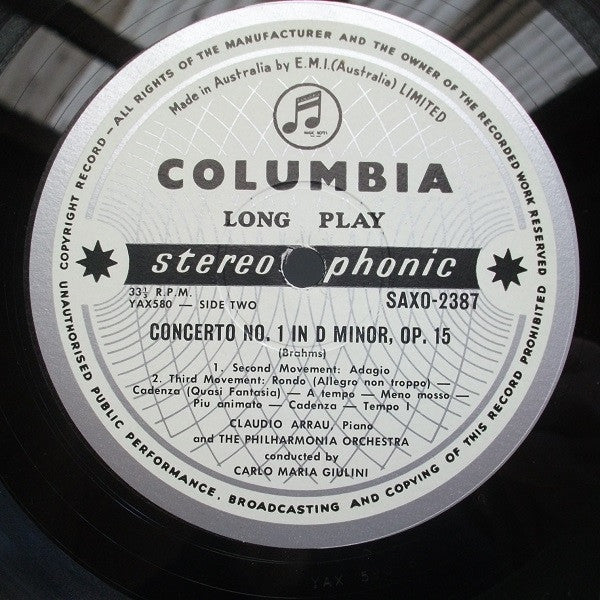 COPYRIGHT RECORD — ALL RIGHTS OF THE MANUFACTURER AND THE OWNER OF THE RECORDED WORK RESERVED
UNAUTHORISED PUBLIC PERFORMANCE, BROADCASTING AND COPYING OF THIS RECORD PROHIBITED
Made in Australia by E.M.I.(Australia) LIMITED
COLUMBIA
LONG PLAY
stereo phonic
33⅓ R.P.M.
SAXO-2387
YAX580 — SIDE TWO
CONCERTO NO. 1 IN D MINOR, OP. 15
(Brahms)
1. Second Movement: Adagio
2. Third Movement: Rondo (Allegro non troppo) —
Cadenza (Quasi Fantasia) — A tempo — Meno mosso —
Piu animato — Cadenza — Tempo 1
CLAUDIO ARRAU, Piano
and THE PHILHARMONIA ORCHESTRA
conducted by
CARLO MARIA GIULINI
YAX 5